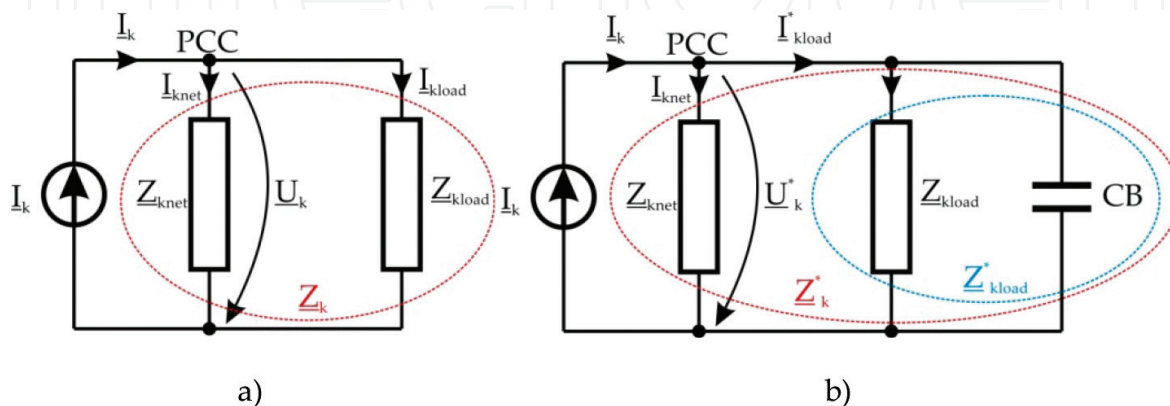 I_k PCC I_k I*_kload PCC
I_knet I_kload I_knet
I_k Z_knet U_k Z_kload I_k Z_knet U*_k Z_kload CB
Z_k Z*_k Z*_kload
a) b)